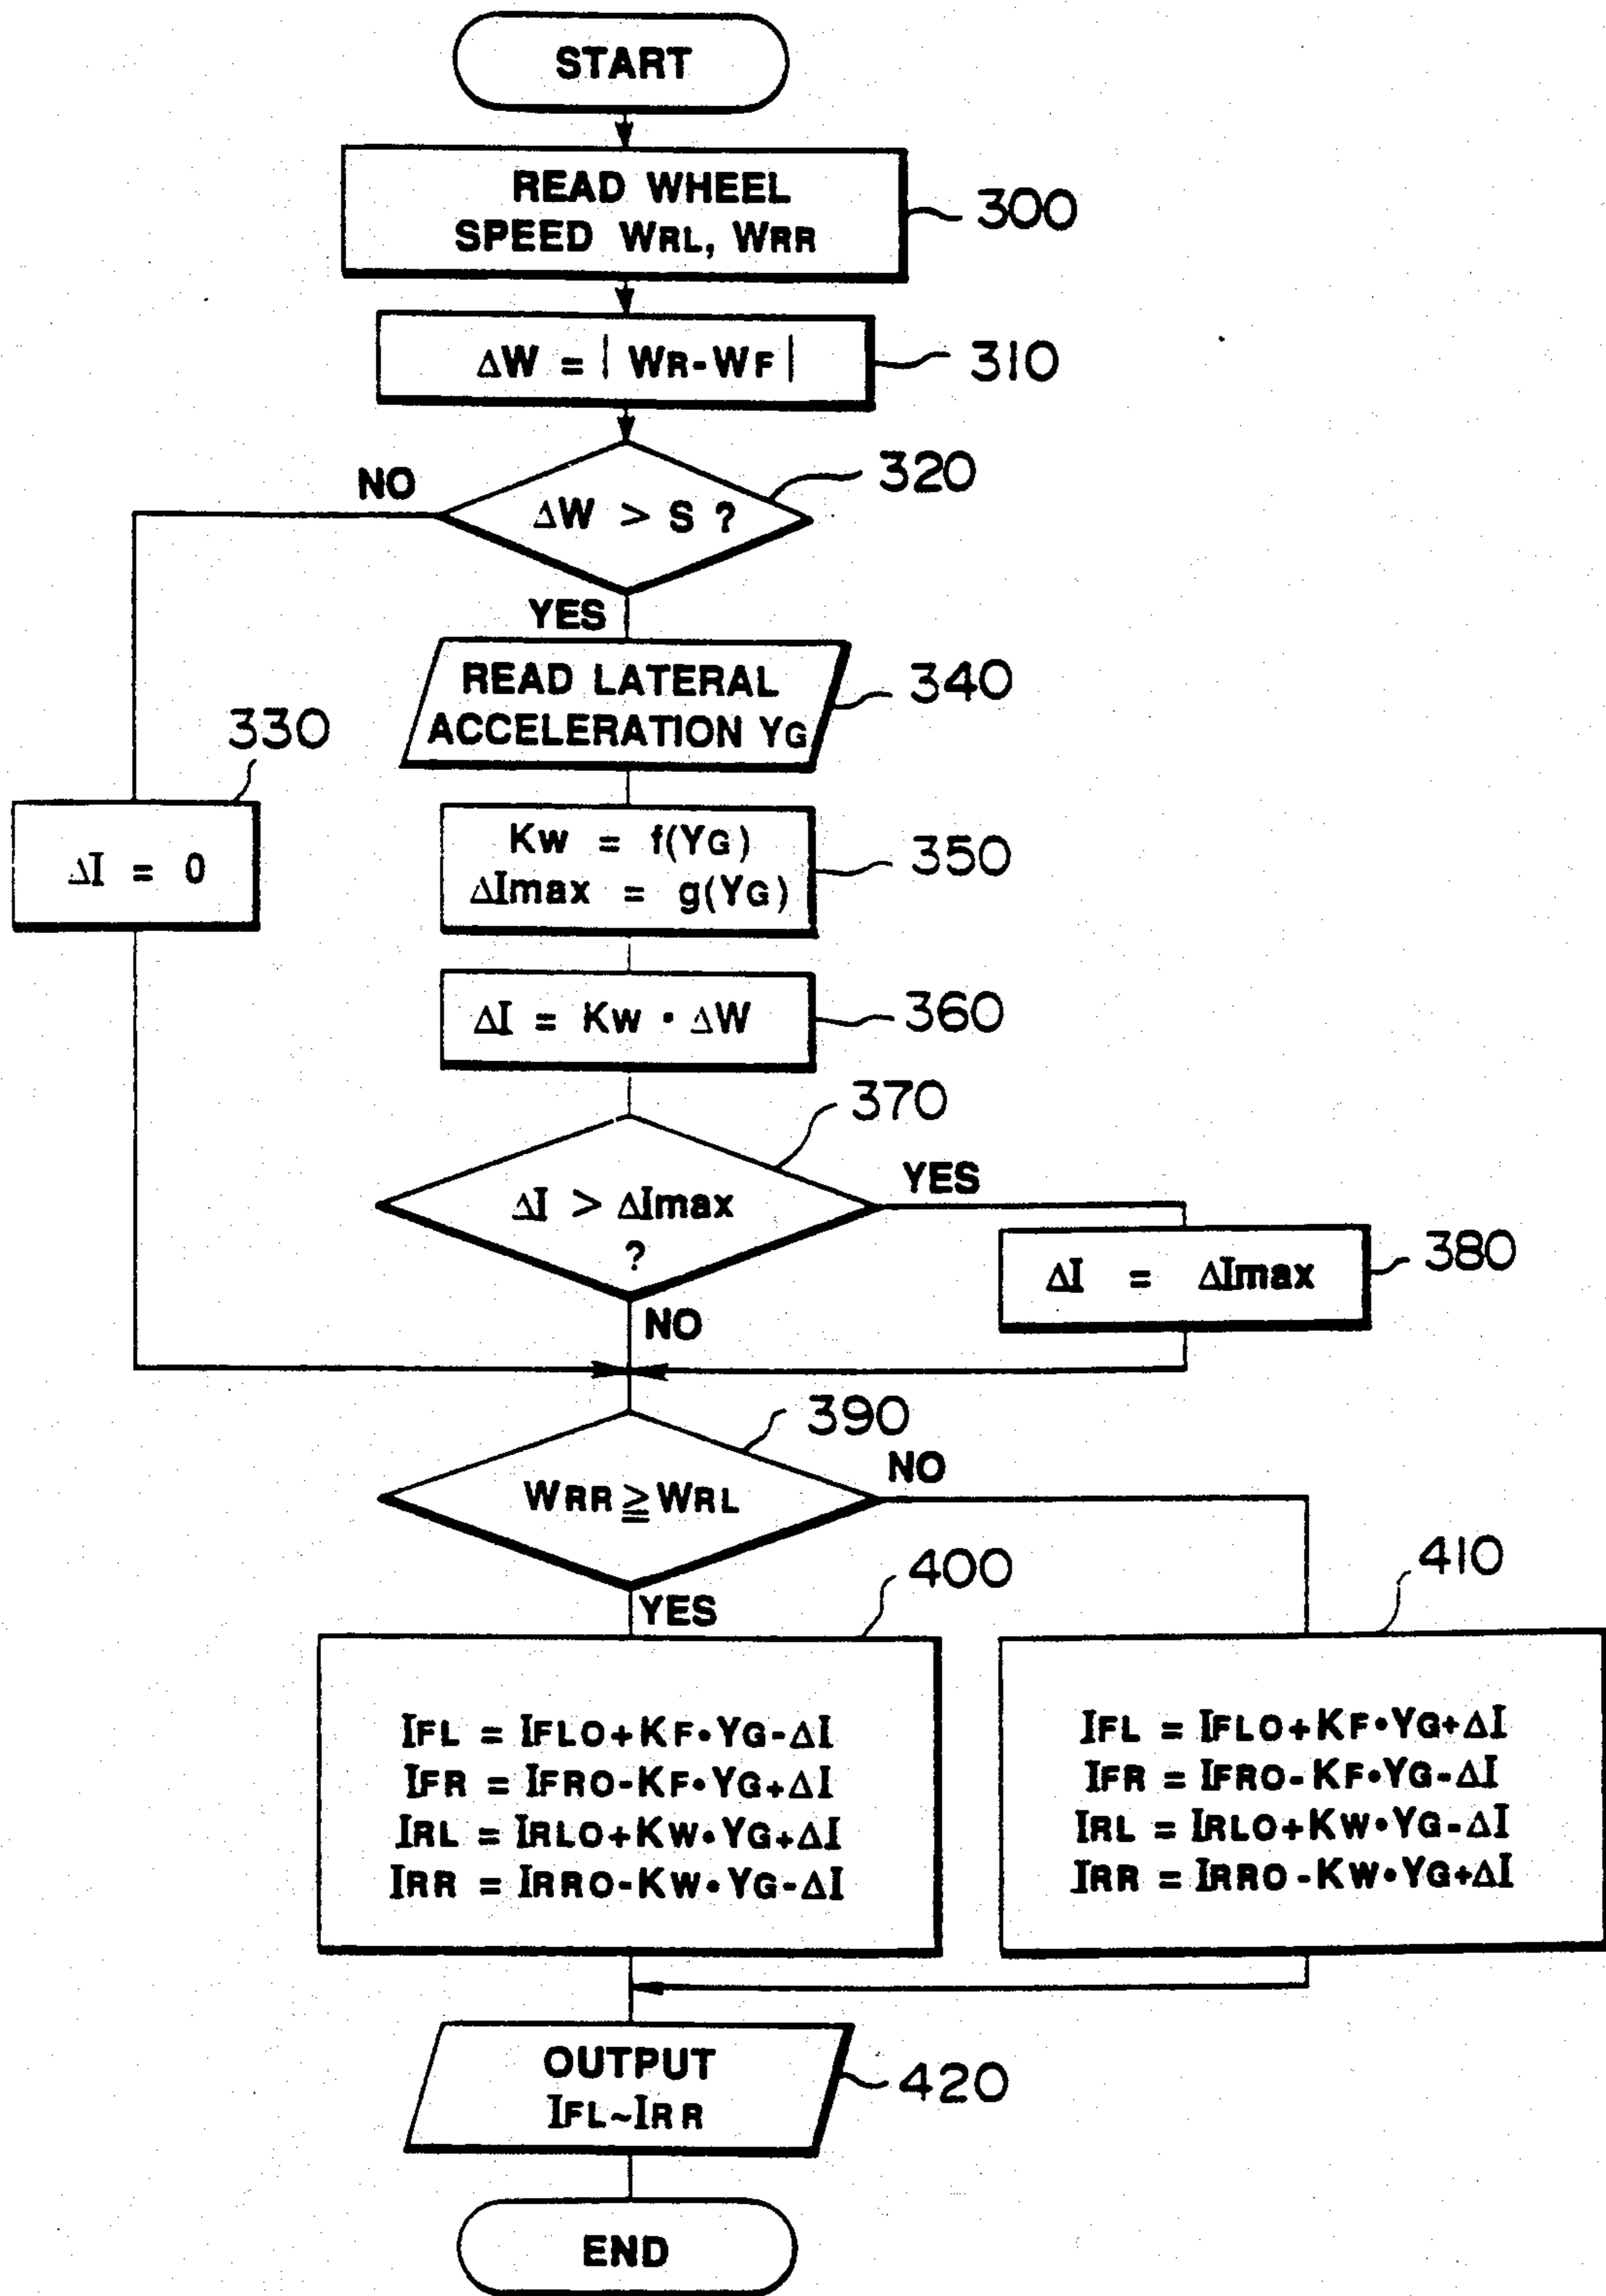 START
READ WHEEL
SPEED WRL, WRR
300
ΔW = | WR-WF |
310
320
NO
ΔW > S ?
YES
READ LATERAL
ACCELERATION YG
340
330
ΔI = 0
Kw = f(YG)
ΔImax = g(YG)
350
ΔI = Kw · ΔW
360
370
ΔI > ΔImax
?
YES
ΔI = ΔImax
380
NO
390
WRR ≧ WRL
NO
YES
400
IFL = IFLO+KF•YG-ΔI
IFR = IFRO-KF•YG+ΔI
IRL = IRLO+KW•YG+ΔI
IRR = IRRO-KW•YG-ΔI
410
IFL = IFLO+KF•YG+ΔI
IFR = IFRO-KF•YG-ΔI
IRL = IRLO+KW•YG-ΔI
IRR = IRRO-KW•YG+ΔI
OUTPUT
IFL~IRR
420
END